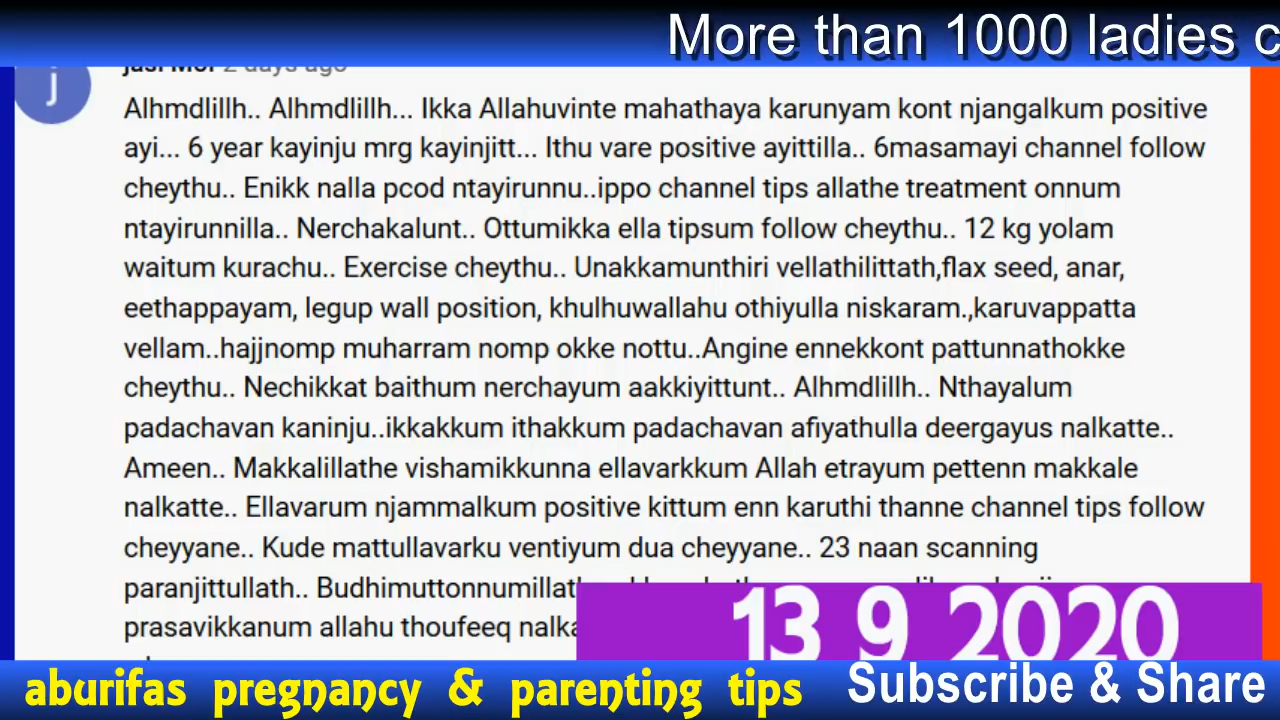 More than 1000 ladies c
j
jasi Mol 2 days ago
Alhmdlillh.. Alhmdlillh... Ikka Allahuvinte mahathaya karunyam kont njangalkum positive
ayi... 6 year kayinju mrg kayinjitt... Ithu vare positive ayittilla.. 6masamayi channel follow
cheythu.. Enikk nalla pcod ntayirunnu..ippo channel tips allathe treatment onnum
ntayirunnilla.. Nerchakalunt.. Ottumikka ella tipsum follow cheythu.. 12 kg yolam
waitum kurachu.. Exercise cheythu.. Unakkamunthiri vellathilittath,flax seed, anar,
eethappayam, legup wall position, khulhuwallahu othiyulla niskaram.,karuvappatta
vellam..hajjnomp muharram nomp okke nottu..Angine ennekkont pattunnathokke
cheythu.. Nechikkat baithum nerchayum aakkiyittunt.. Alhmdlillh.. Nthayalum
padachavan kaninju..ikkakkum ithakkum padachavan afiyathulla deergayus nalkatte..
Ameen.. Makkalillathe vishamikkunna ellavarkkum Allah etrayum pettenn makkale
nalkatte.. Ellavarum njammalkum positive kittum enn karuthi thanne channel tips follow
cheyyane.. Kude mattullavarku ventiyum dua cheyyane.. 23 naan scanning
paranjittullath..
prasavikkanum allahu thoufeeq
13 9 2020
aburifas pregnancy & parenting tips
Subscribe & Share